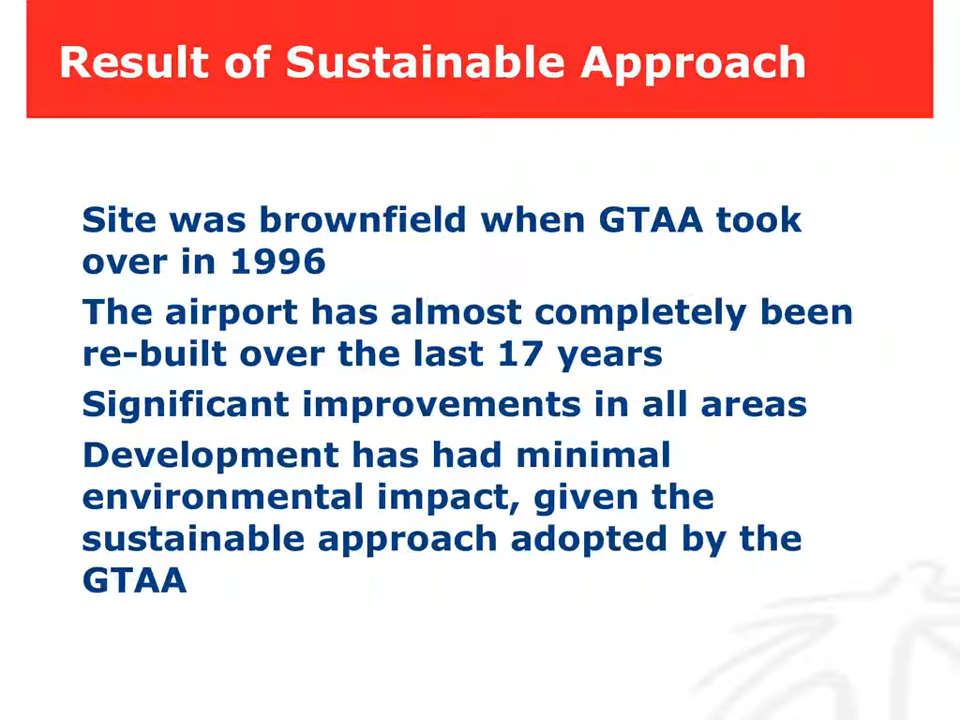 Result of Sustainable Approach
Site was brownfield when GTAA took
over in 1996
The airport has almost completely been
re-built over the last 17 years
Significant improvements in all areas
Development has had minimal
environmental impact, given the
sustainable approach adopted by the
GTAA